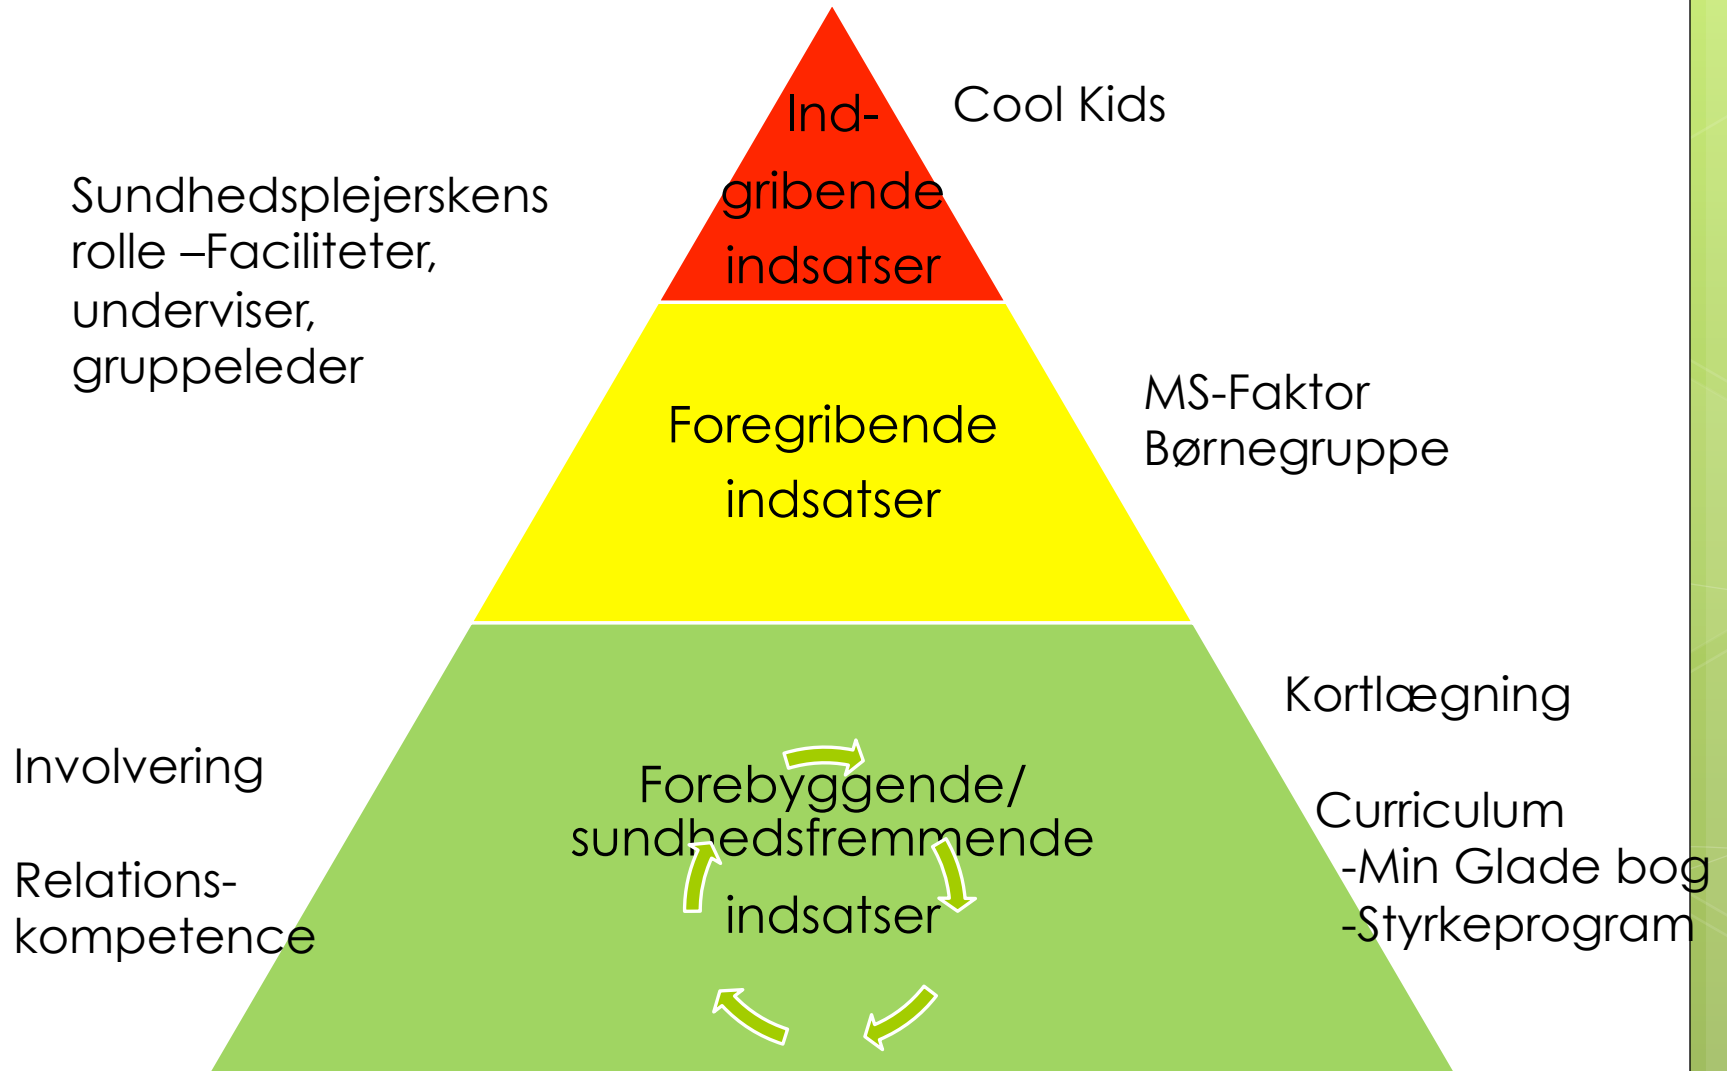 Ind-
gribende
indsatser
Cool Kids
Sundhedsplejerskens
rolle –Faciliteter,
underviser,
gruppeleder
Foregribende
indsatser
MS-Faktor
Børnegruppe
Involvering
Relations-
kompetence
Forebyggende/
sundhedsfremmende
indsatser
Kortlægning
Curriculum
-Min Glade bog
-Styrkeprogram